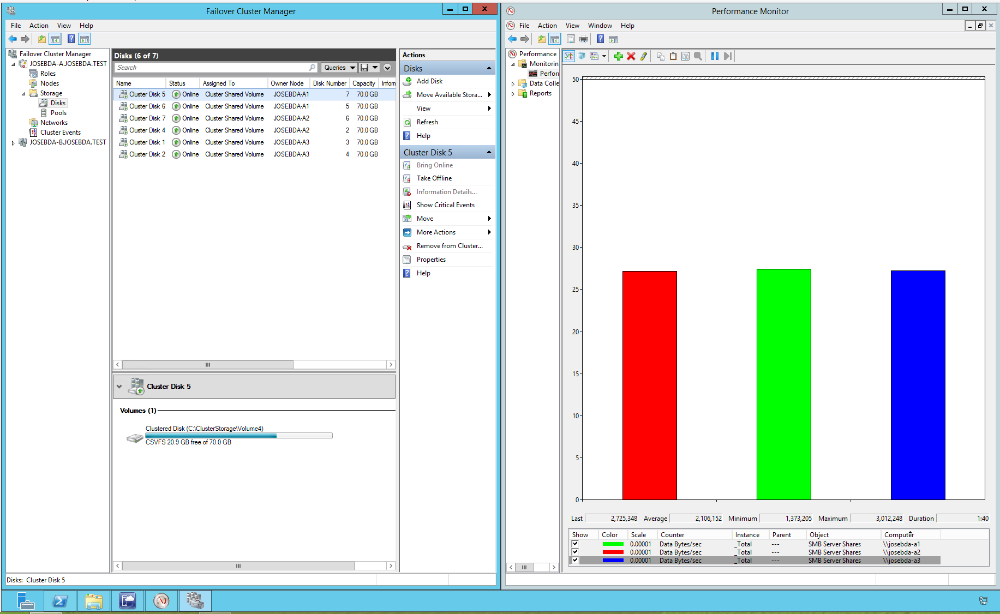 Failover Cluster Manager
File Action View Help
Failover Cluster Manager
JOSEBDA-A.JOSEBDA.TEST
Roles
Nodes
Storage
Disks
Pools
Networks
Cluster Events
JOSEBDA-B.JOSEBDA.TEST
Disks (6 of 7)
Search Queries
Name Status Assigned To Owner Node Disk Number Capacity Inform
Cluster Disk 5 Online Cluster Shared Volume JOSEBDA-A1 7 70.0 GB
Cluster Disk 6 Online Cluster Shared Volume JOSEBDA-A1 5 70.0 GB
Cluster Disk 7 Online Cluster Shared Volume JOSEBDA-A2 6 70.0 GB
Cluster Disk 4 Online Cluster Shared Volume JOSEBDA-A2 2 70.0 GB
Cluster Disk 1 Online Cluster Shared Volume JOSEBDA-A3 3 70.0 GB
Cluster Disk 2 Online Cluster Shared Volume JOSEBDA-A3 4 70.0 GB
Cluster Disk 5
Volumes (1)
Clustered Disk (C:\ClusterStorage\Volume4)
CSVFS 20.9 GB free of 70.0 GB
Actions
Disks
Add Disk
Move Available Stora...
View
Refresh
Help
Cluster Disk 5
Bring Online
Take Offline
Information Details...
Show Critical Events
Move
More Actions
Remove from Cluster...
Properties
Help
Disks: Cluster Disk 5
Performance Monitor
File Action View Window Help
Performance
Monitorin
Perfor
Data Colle
Reports
50
45
40
35
30
25
20
15
10
5
0
Last 2,725,348 Average 2,106,152 Minimum 1,373,205 Maximum 3,012,248 Duration 1:40
Show Color Scale Counter Instance Parent Object Computer
0.00001 Data Bytes/sec _Total --- SMB Server Shares \\josebda-a1
0.00001 Data Bytes/sec _Total --- SMB Server Shares \\josebda-a2
0.00001 Data Bytes/sec _Total --- SMB Server Shares \\josebda-a3